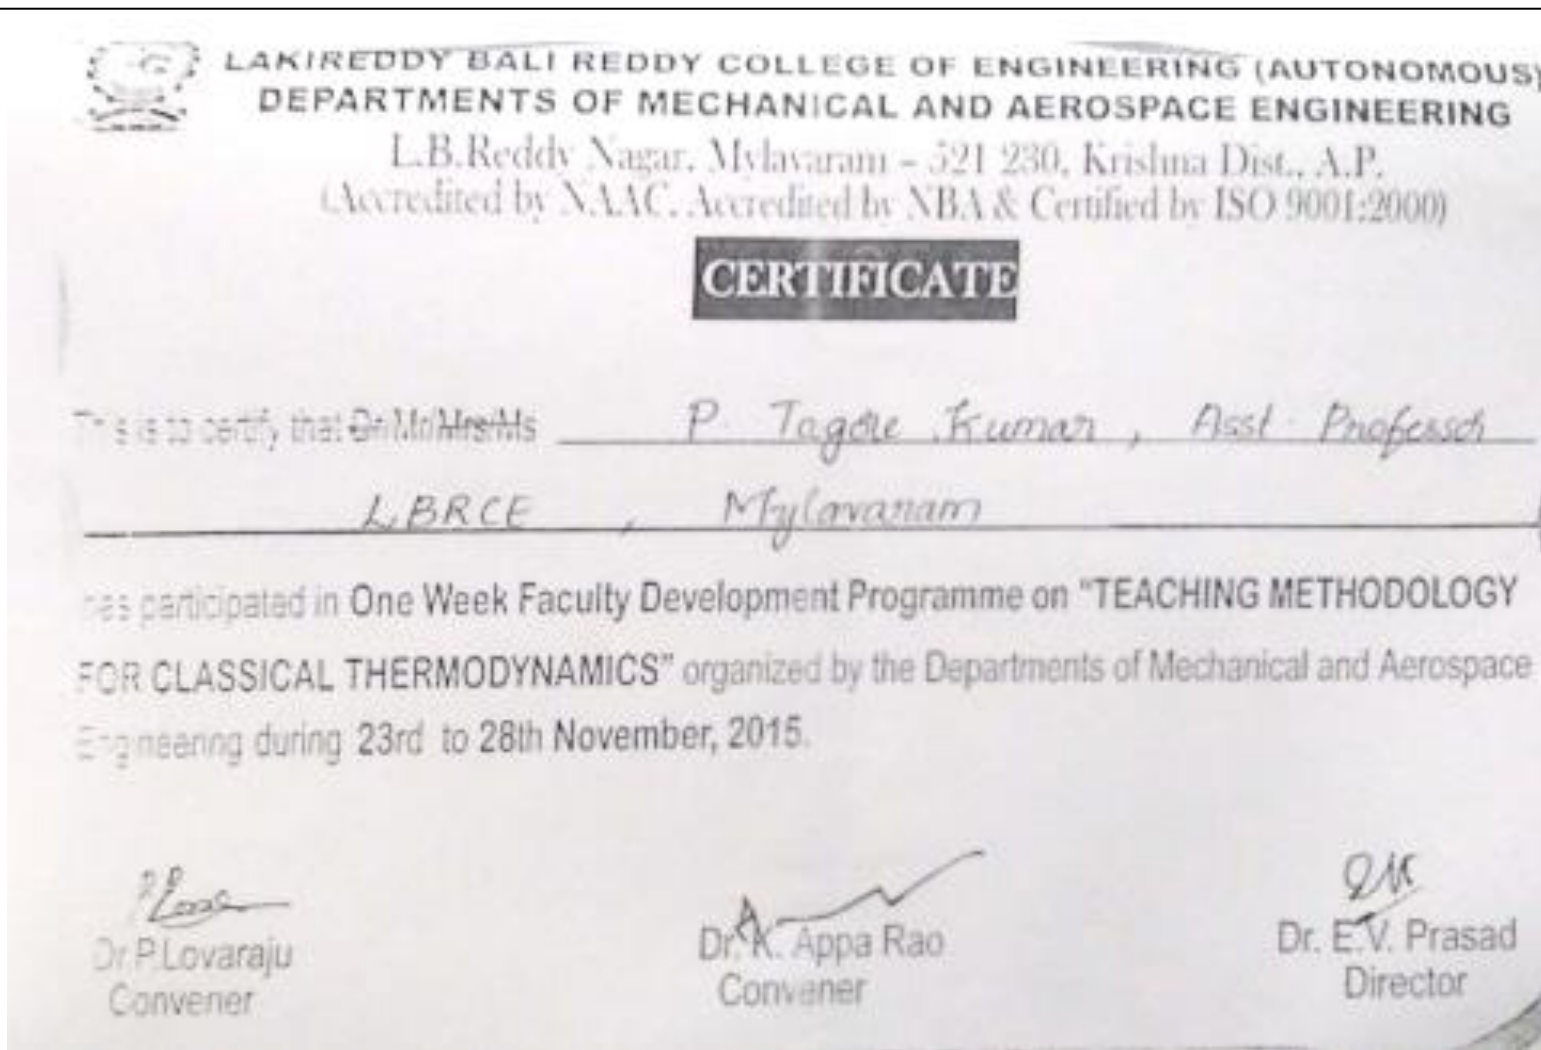 LAKIREDDY BALI REDDY COLLEGE OF ENGINEERING (AUTONOMOUS)
DEPARTMENTS OF MECHANICAL AND AEROSPACE ENGINEERING
L.B.Reddy Nagar, Mylavaram - 521 230, Krishna Dist., A.P.
(Accredited by NAAC, Accredited by NBA & Certified by ISO 9001:2000)
CERTIFICATE
This is to certify that Dr/Mr/Mrs/Ms P. Tagore Kumar, Asst. Professor
LBRCE, Mylavaram
has participated in One Week Faculty Development Programme on "TEACHING METHODOLOGY
FOR CLASSICAL THERMODYNAMICS" organized by the Departments of Mechanical and Aerospace
Engineering during 23rd to 28th November, 2015.
Dr.P.Lovaraju Dr. K. Appa Rao Dr. E.V. Prasad
Convener Convener Director